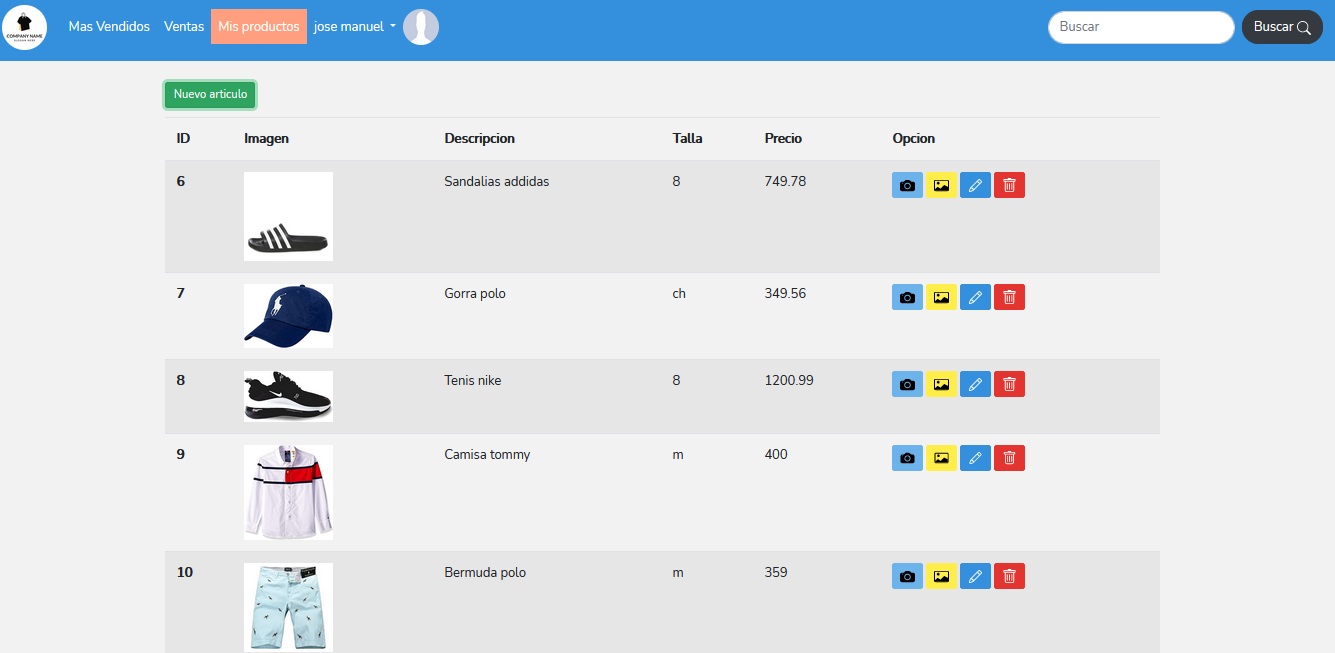 COMPANY NAME
Mas Vendidos Ventas Mis productos jose manuel Buscar Buscar
Nuevo articulo
ID Imagen Descripcion Talla Precio Opcion
6 Sandalias addidas 8 749.78
7 Gorra polo ch 349.56
8 Tenis nike 8 1200.99
9 Camisa tommy m 400
10 Bermuda polo m 359